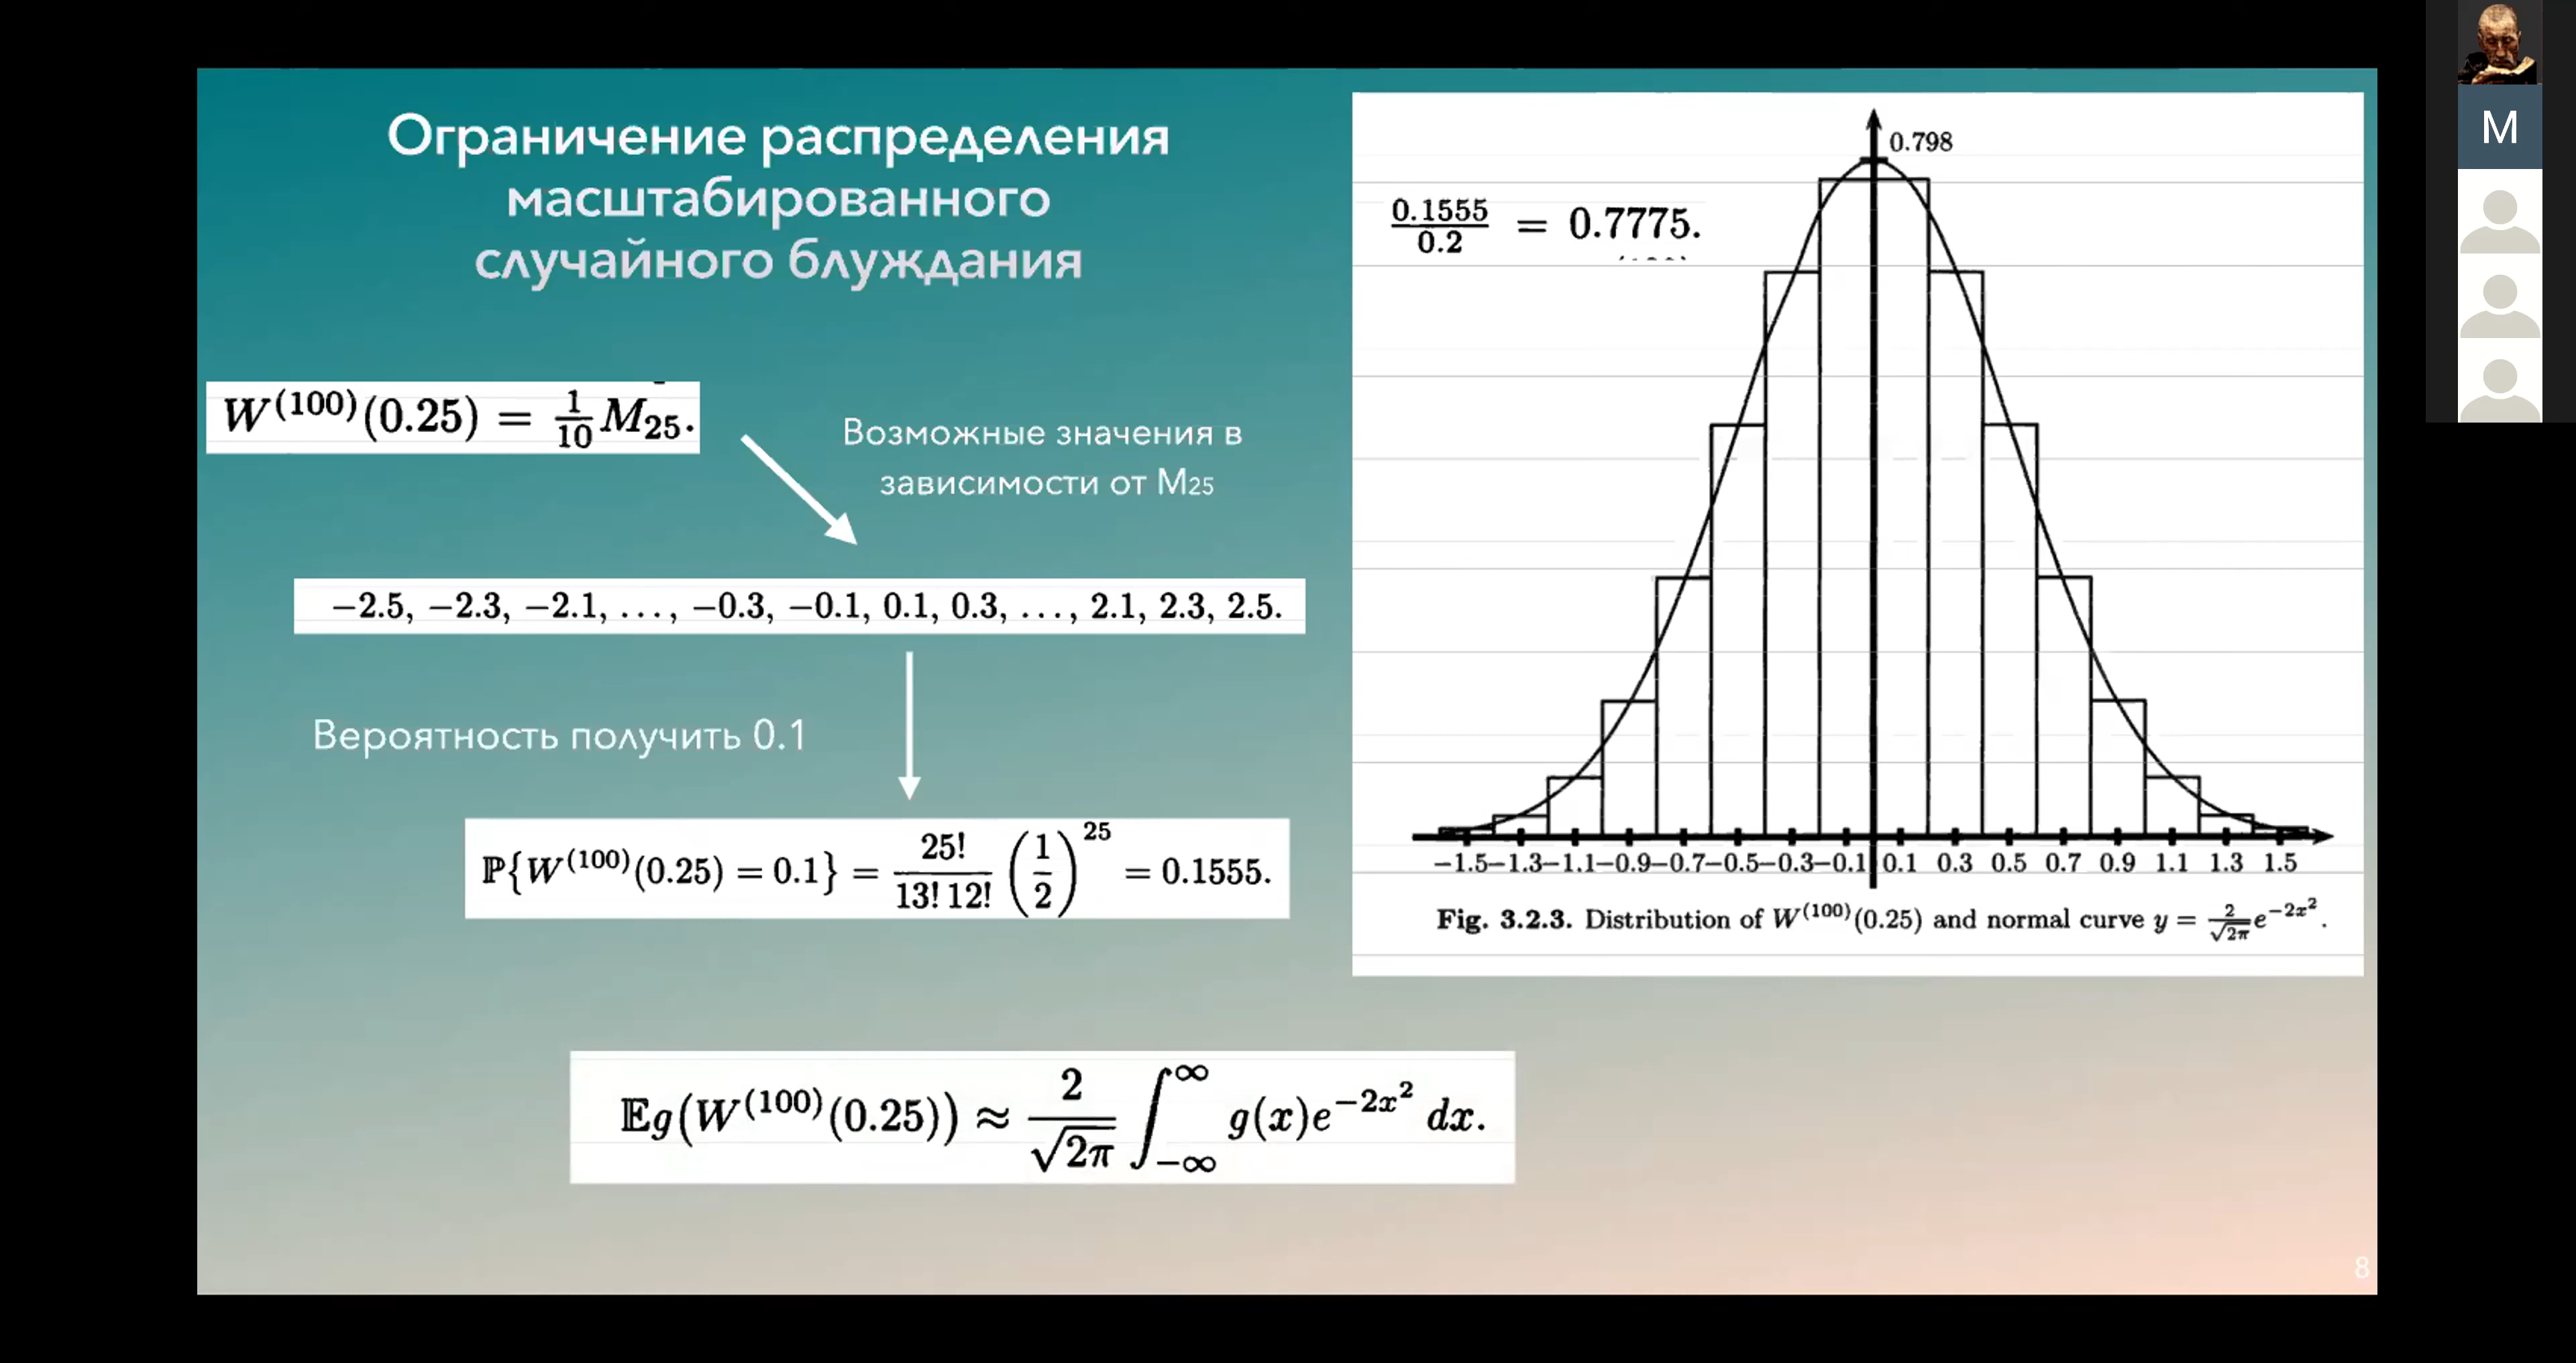 Ограничение распределения
масштабированного
случайного блуждания
W^(100)(0.25) = 1/10 M₂₅.
Возможные значения в
зависимости от M₂₅
−2.5, −2.3, −2.1, ..., −0.3, −0.1, 0.1, 0.3, ..., 2.1, 2.3, 2.5.
Вероятность получить 0.1
ℙ{W^(100)(0.25) = 0.1} = 25!/(13! 12!) (1/2)^25 = 0.1555.
𝔼g(W^(100)(0.25)) ≈ 2/√(2π) ∫_{−∞}^{∞} g(x)e^{−2x²} dx.
0.798
0.1555/0.2 = 0.7775.
−1.5 −1.3 −1.1 −0.9 −0.7 −0.5 −0.3 −0.1 0.1 0.3 0.5 0.7 0.9 1.1 1.3 1.5
Fig. 3.2.3. Distribution of W^(100)(0.25) and normal curve y = 2/√(2π) e^{−2x²}.
8
M